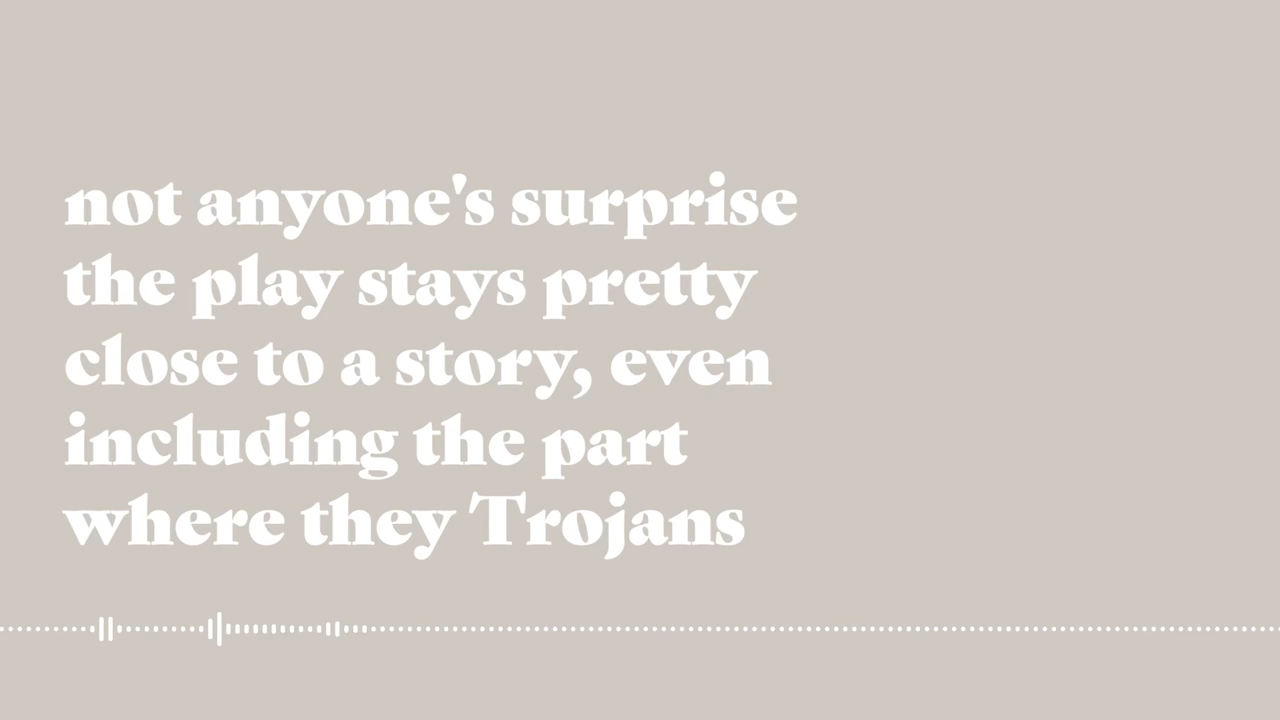 not anyone's surprise
the play stays pretty
close to a story, even
including the part
where they Trojans